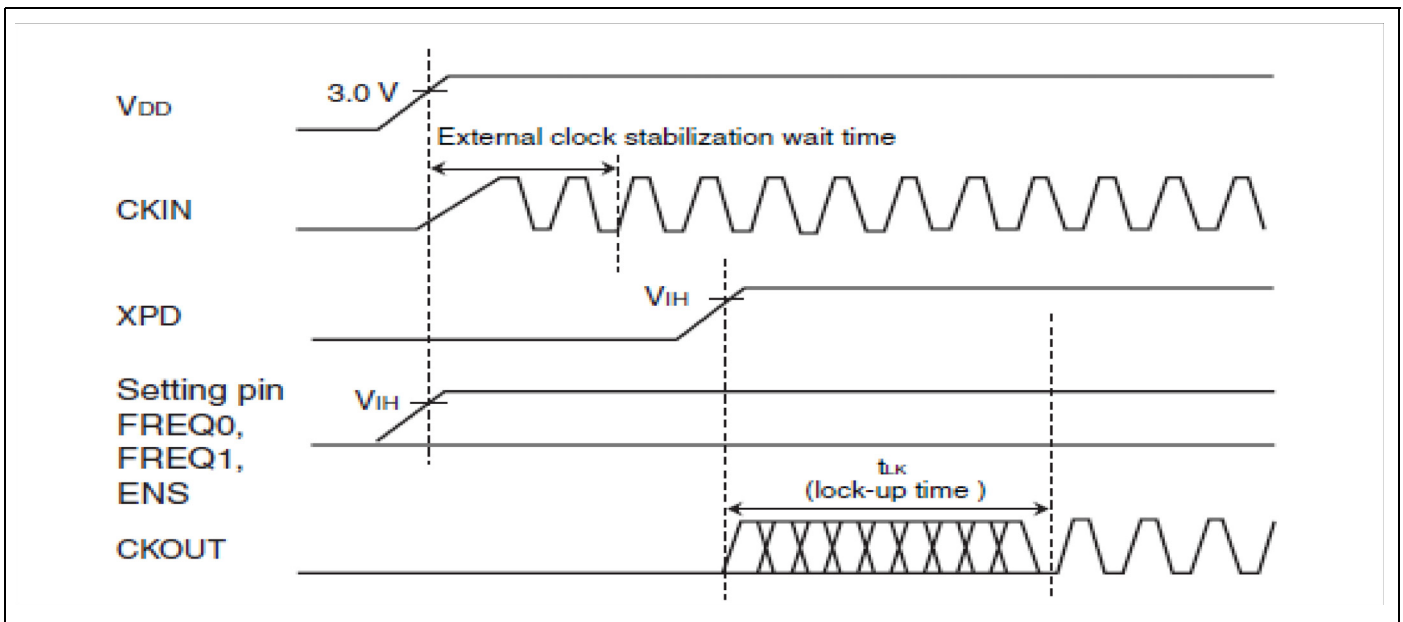 VDD
3.0 V
External clock stabilization wait time
CKIN
XPD
VIH
Setting pin
FREQ0,
FREQ1,
ENS
VIH
tLK
(lock-up time )
CKOUT